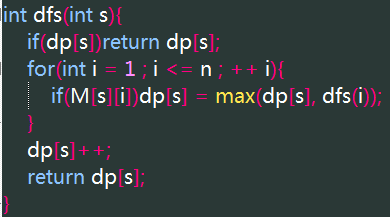 int dfs(int s){
if(dp[s])return dp[s];
for(int i = 1 ; i <= n ; ++ i){
if(M[s][i])dp[s] = max(dp[s], dfs(i));
}
dp[s]++;
return dp[s];
}